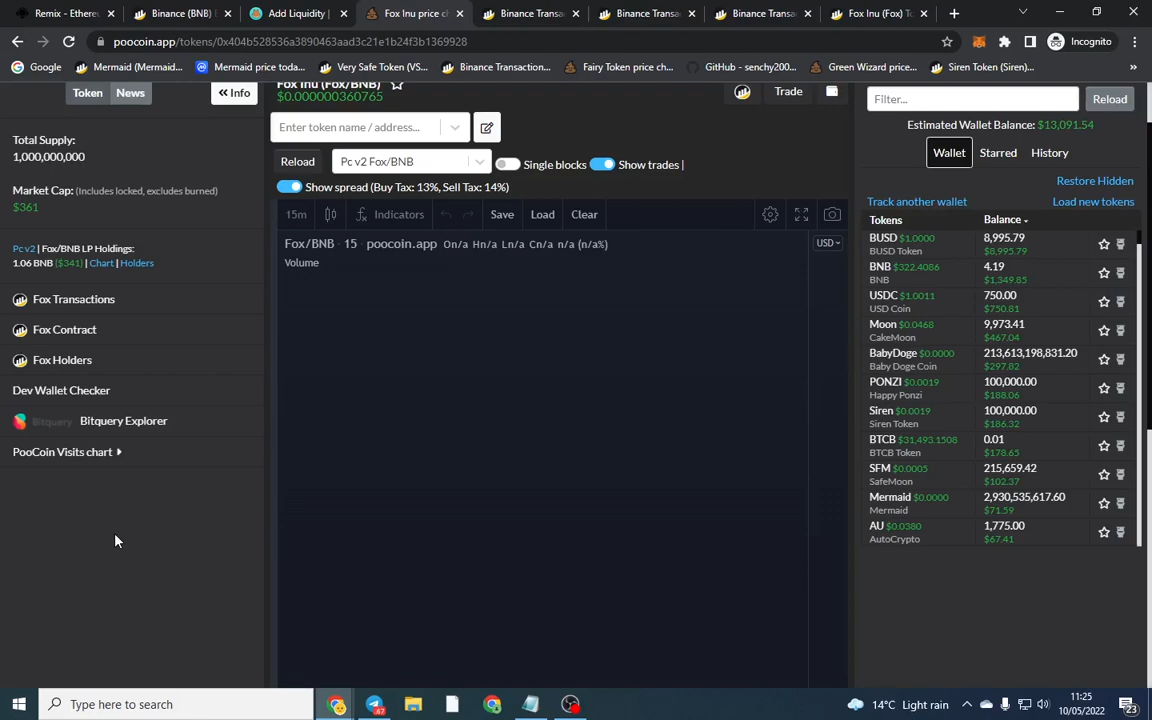 Remix - Ethere
Binance (BNB) E
Add Liquidity |
Fox Inu price ch
Binance Transa
Binance Transa
Binance Transa
Fox Inu (Fox) To
poocoin.app/tokens/0x404b528536a3890463aad3c21e1b24f3b1369928
Incognito
Google
Mermaid (Mermaid...
Mermaid price toda...
Very Safe Token (VS...
Binance Transaction...
Fairy Token price ch...
GitHub - senchy200...
Green Wizard price...
Siren Token (Siren)...
»
Token
News
« Info
Total Supply:
1,000,000,000
Market Cap: (Includes locked, excludes burned)
$361
Pc v2 | Fox/BNB LP Holdings:
1.06 BNB ($341) | Chart | Holders
Fox Transactions
Fox Contract
Fox Holders
Dev Wallet Checker
Bitquery Bitquery Explorer
PooCoin Visits chart
Fox Inu (Fox/BNB)
$0.000000360765
Trade
Enter token name / address...
Reload
Pc v2 Fox/BNB
Single blocks
Show trades |
Show spread (Buy Tax: 13%, Sell Tax: 14%)
15m
Indicators
Save
Load
Clear
Fox/BNB · 15 · poocoin.app On/a Hn/a Ln/a Cn/a n/a (n/a%)
USD
Volume
Filter...
Reload
Estimated Wallet Balance: $13,091.54
Wallet
Starred
History
Restore Hidden
Track another wallet
Load new tokens
Tokens
Balance
BUSD $1.0000
8,995.79
BUSD Token
$8,995.79
BNB $322.4086
4.19
BNB
$1,349.85
USDC $1.0011
750.00
USD Coin
$750.81
Moon $0.0468
9,973.41
CakeMoon
$467.04
BabyDoge $0.0000
213,613,198,831.20
Baby Doge Coin
$297.82
PONZI $0.0019
100,000.00
Happy Ponzi
$188.06
Siren $0.0019
100,000.00
Siren Token
$186.32
BTCB $31,493.1508
0.01
BTCB Token
$178.65
SFM $0.0005
215,659.42
SafeMoon
$102.37
Mermaid $0.0000
2,930,535,617.60
Mermaid
$71.59
AU $0.0380
1,775.00
AutoCrypto
$67.41
Type here to search
14°C Light rain
11:25
10/05/2022
23